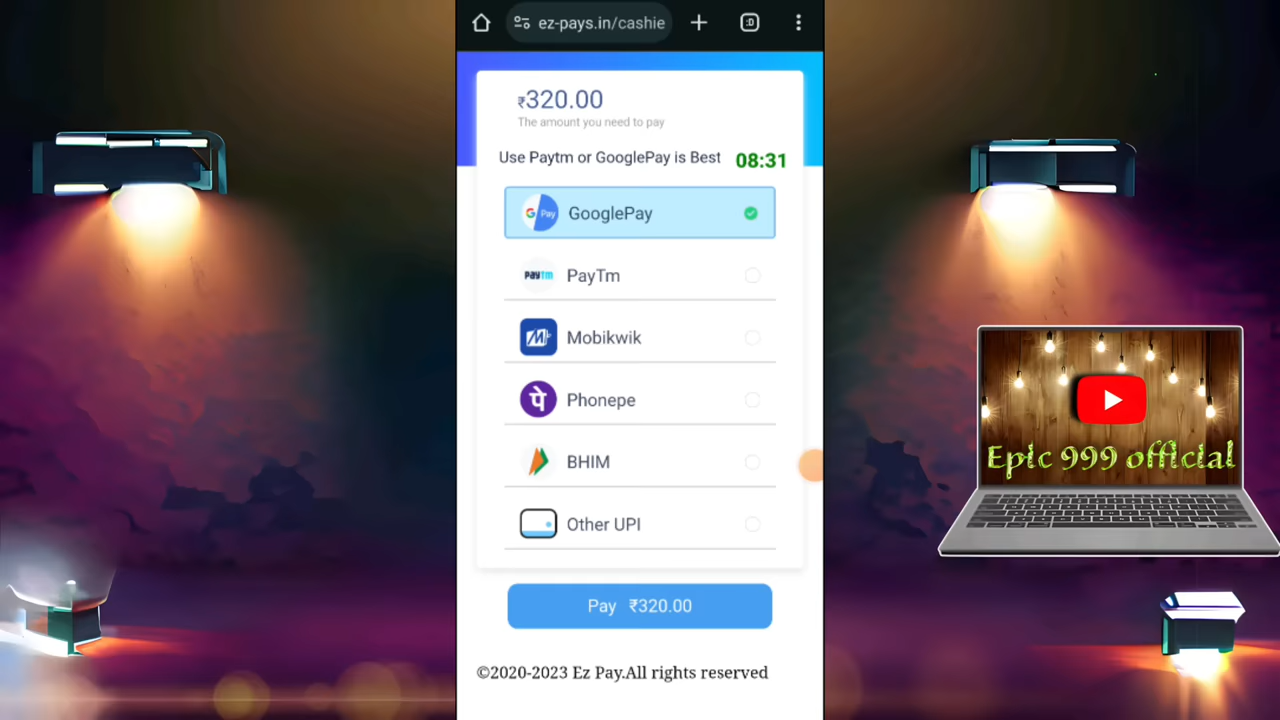 :D
ez-pays.in/cashie
₹320.00
The amount you need to pay
Use Paytm or GooglePay is Best
08:31
G Pay
GooglePay
paytm
PayTm
Mobikwik
पे
Phonepe
BHIM
Other UPI
Pay ₹320.00
©2020-2023 Ez Pay.All rights reserved
Epic 999 official